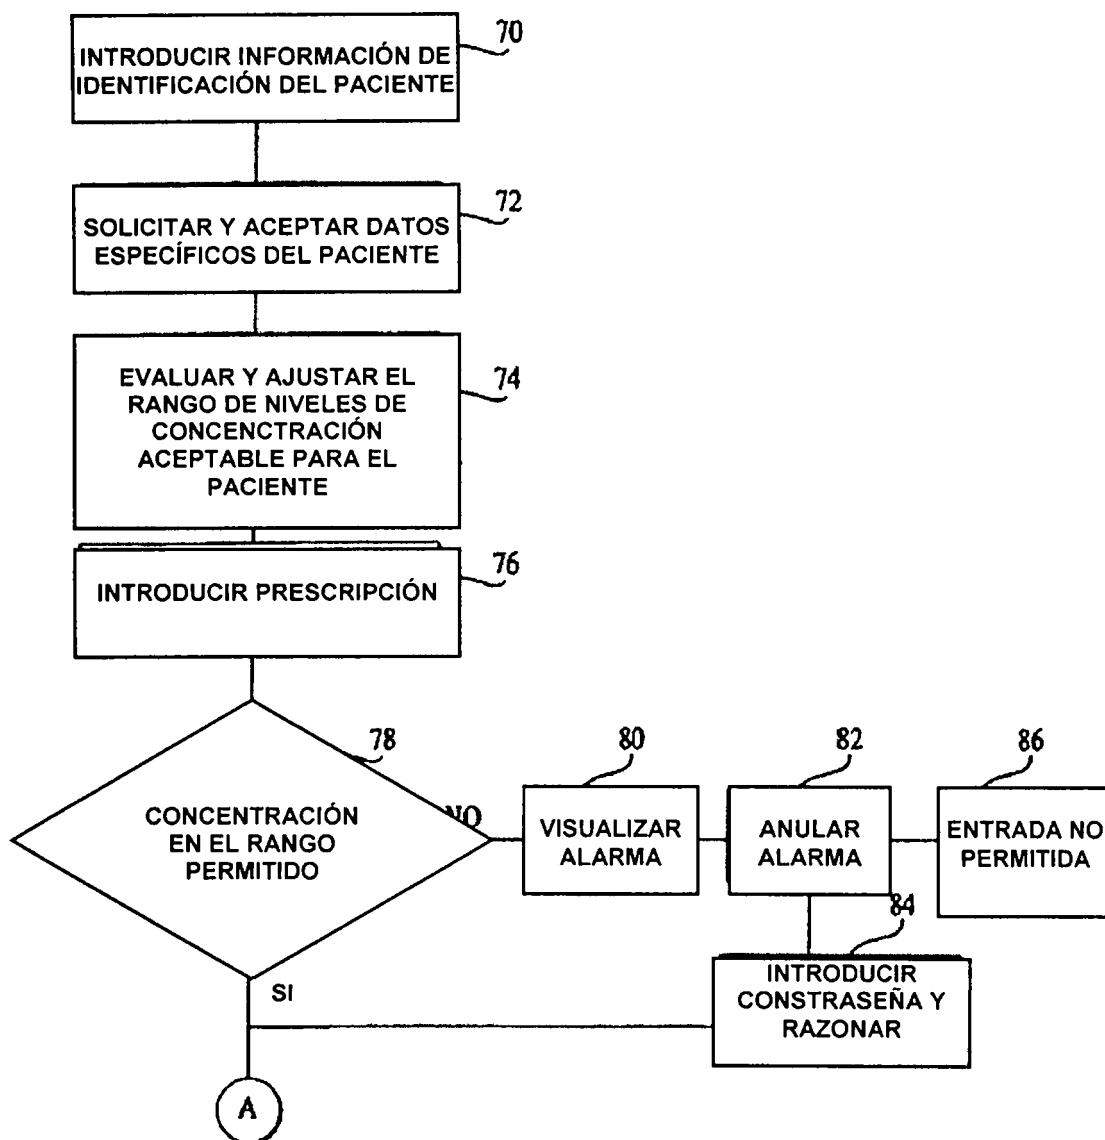 70
INTRODUCIR INFORMACIÓN DE
IDENTIFICACIÓN DEL PACIENTE
72
SOLICITAR Y ACEPTAR DATOS
ESPECÍFICOS DEL PACIENTE
74
EVALUAR Y AJUSTAR EL
RANGO DE NIVELES DE
CONCENCTRACIÓN
ACEPTABLE PARA EL
PACIENTE
76
INTRODUCIR PRESCRIPCIÓN
78
CONCENTRACIÓN
EN EL RANGO
PERMITIDO
NO
80
VISUALIZAR
ALARMA
82
ANULAR
ALARMA
86
ENTRADA NO
PERMITIDA
84
INTRODUCIR
CONSTRASEÑA Y
RAZONAR
SI
A